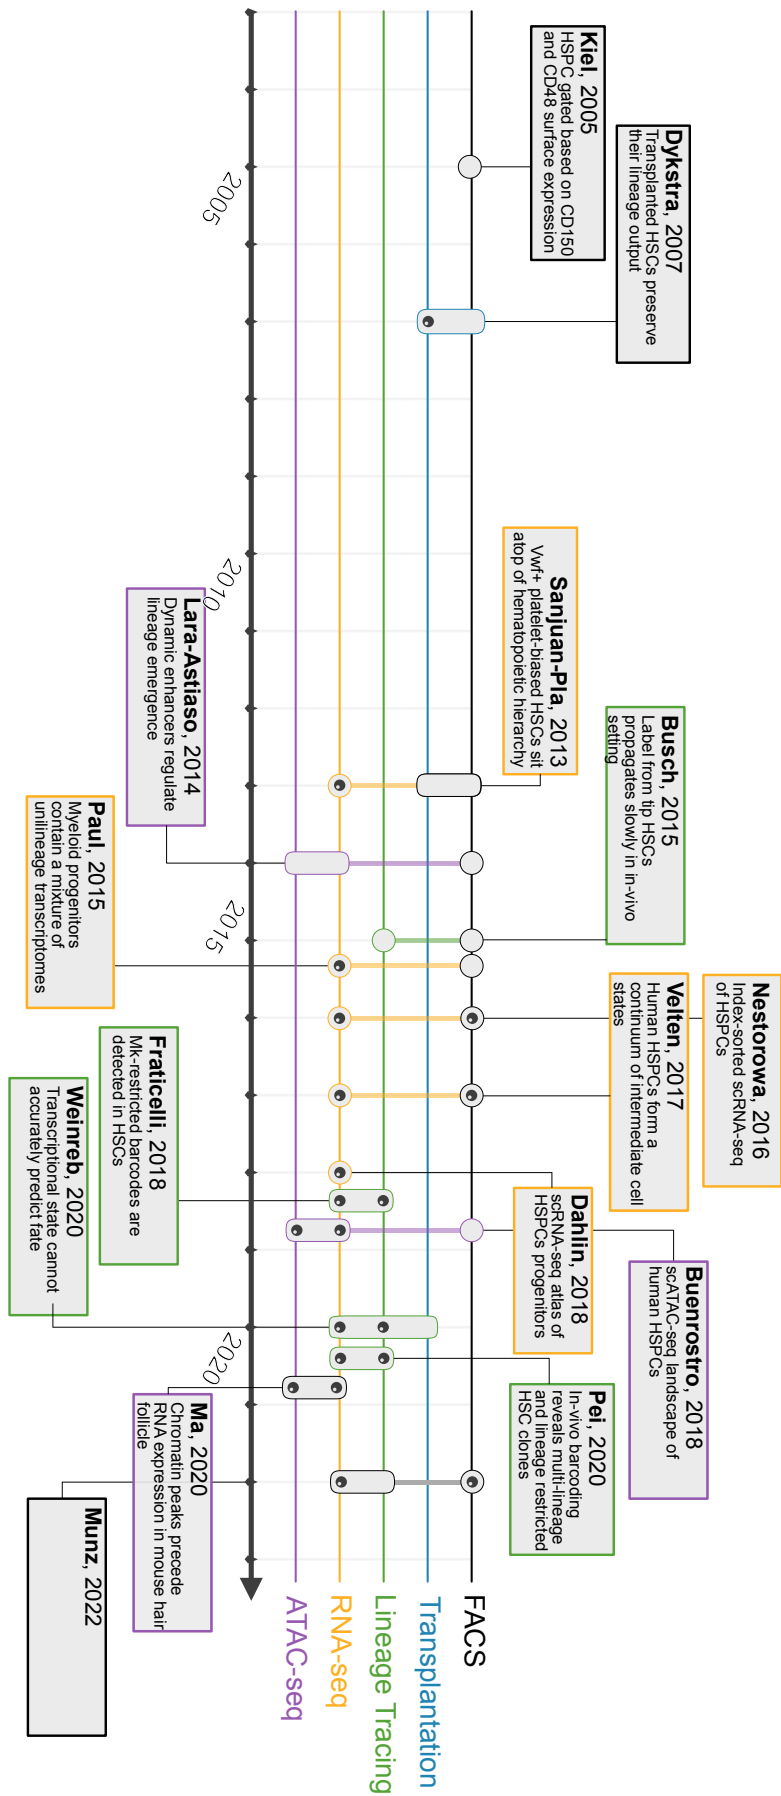 Kiel, 2005
HSPC gated based on CD150
and CD48 surface expression
Dykstra, 2007
Transplanted HSCs preserve
their lineage output
Sanjuan-Pla, 2013
Vwf+ platelet-biased HSCs sit
atop of hematopoietic hierarchy
Busch, 2015
Label from tip HSCs
propagates slowly in in-vivo
setting
Nestorowa, 2016
Index-sorted scRNA-seq
of HSPCs
Velten, 2017
Human HSPCs form a
continuum of intermediate cell
states
Dahlin, 2018
scRNA-seq atlas of
HSPCs progenitors
Buenrostro, 2018
scATAC-seq landscape of
human HSPCs
Pei, 2020
In-vivo barcoding
reveals multi-lineage
and lineage restricted
HSC clones
FACS
Transplantation
Lineage Tracing
RNA-seq
ATAC-seq
2005
2010
2015
2020
Lara-Astiaso, 2014
Dynamic enhancers regulate
lineage emergence
Paul, 2015
Myeloid progenitors
contain a mixture of
unilineage transcriptomes
Fraticelli, 2018
Mk-restricted barcodes are
detected in HSCs
Weinreb, 2020
Transcriptional state cannot
accurately predict fate
Ma, 2020
Chromatin peaks precede
RNA expression in mouse hair
follicle
Munz, 2022